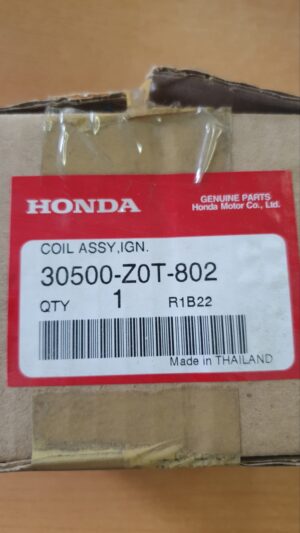 HONDA
GENUINE PARTS
Honda Motor Co., Ltd.
COIL ASSY,IGN.
30500-Z0T-802
QTY 1 R1B22
Made in THAILAND